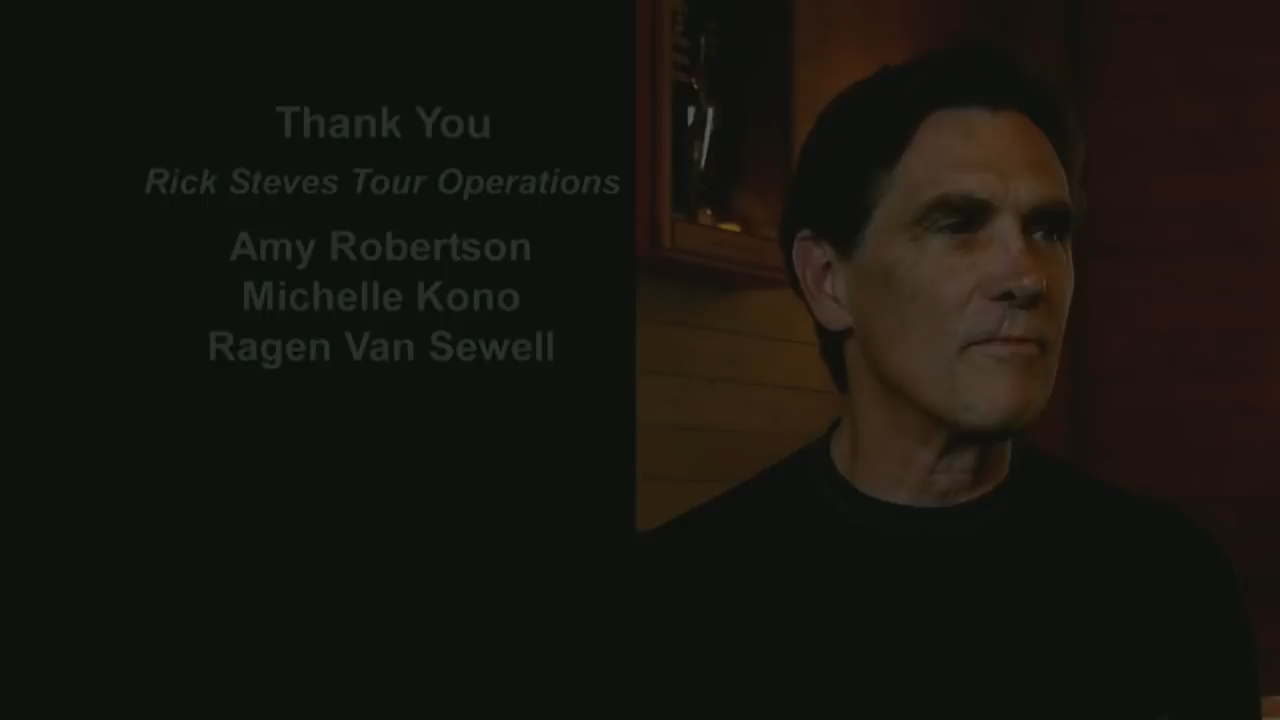 Thank You
Rick Steves Tour Operations
Amy Robertson
Michelle Kono
Ragen Van Sewell